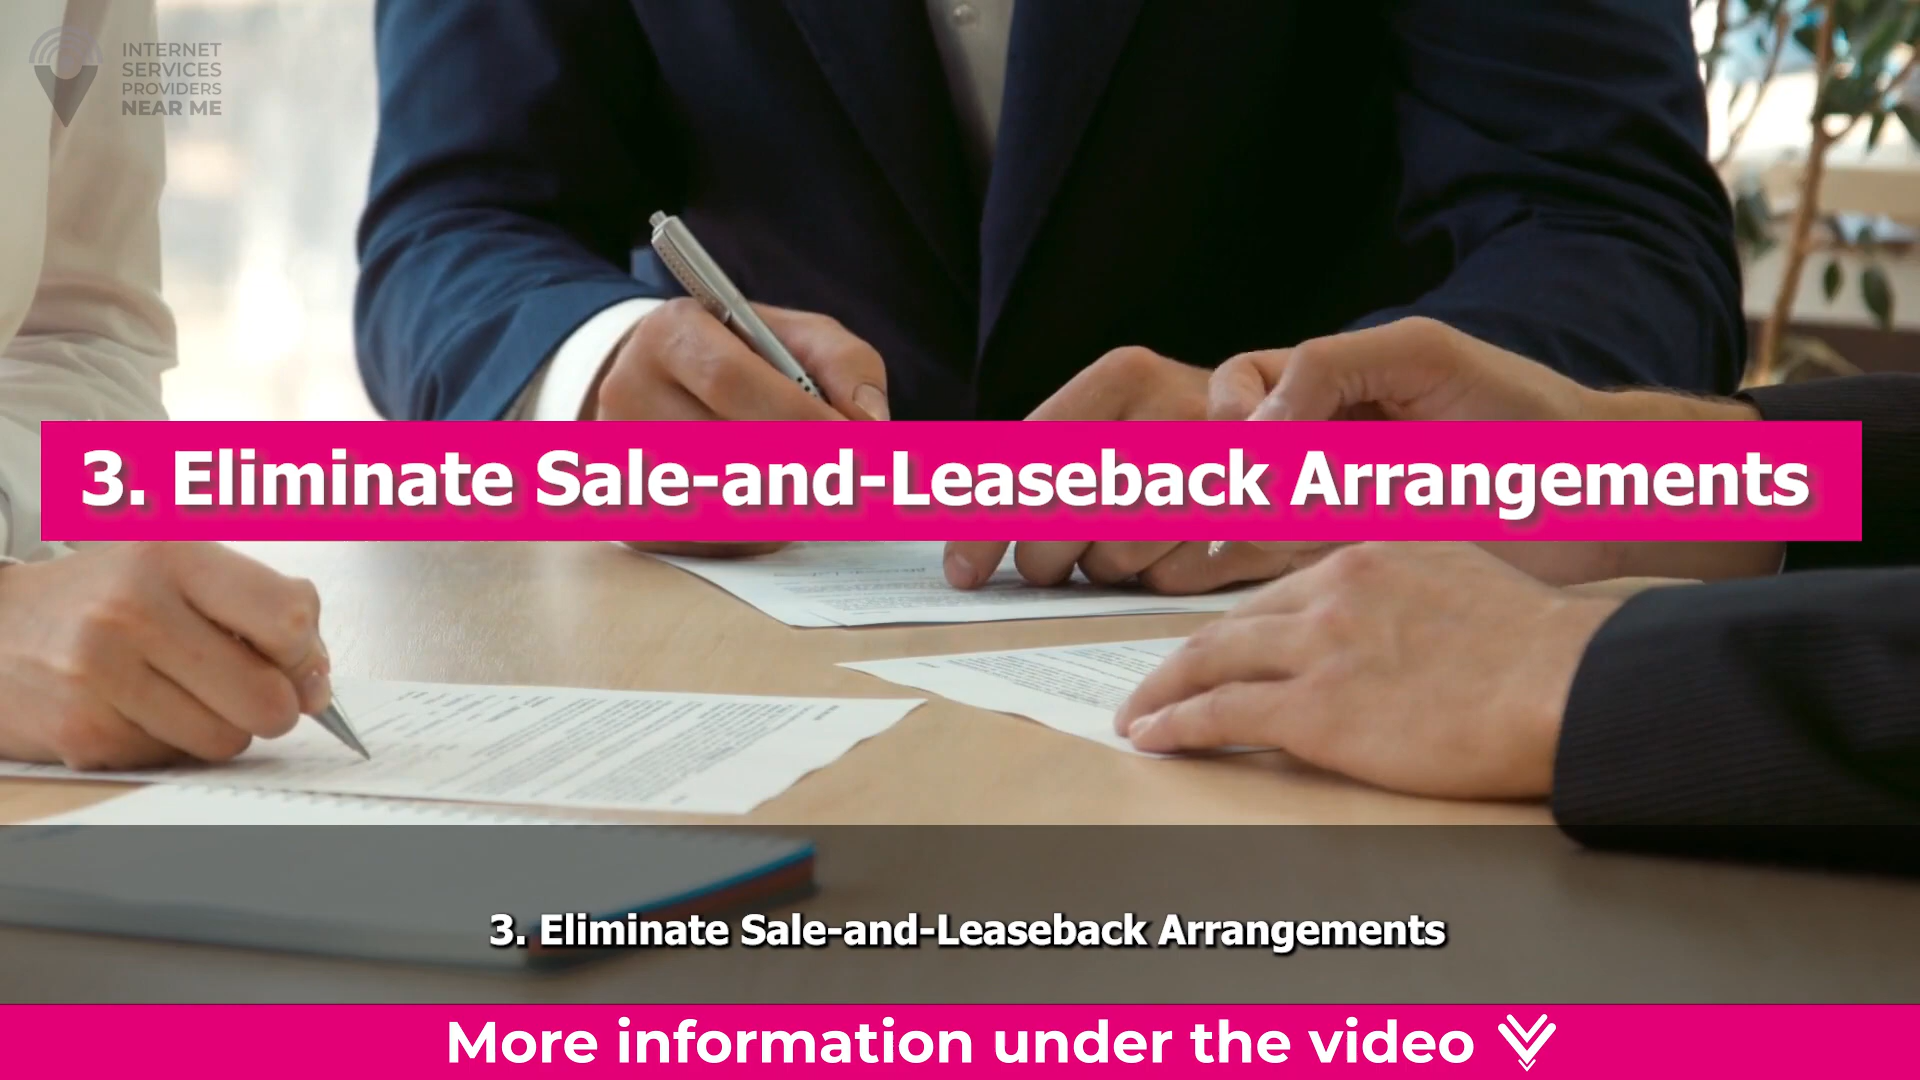 INTERNET
SERVICES
PROVIDERS
NEAR ME
3. Eliminate Sale-and-Leaseback Arrangements
3. Eliminate Sale-and-Leaseback Arrangements
More information under the video